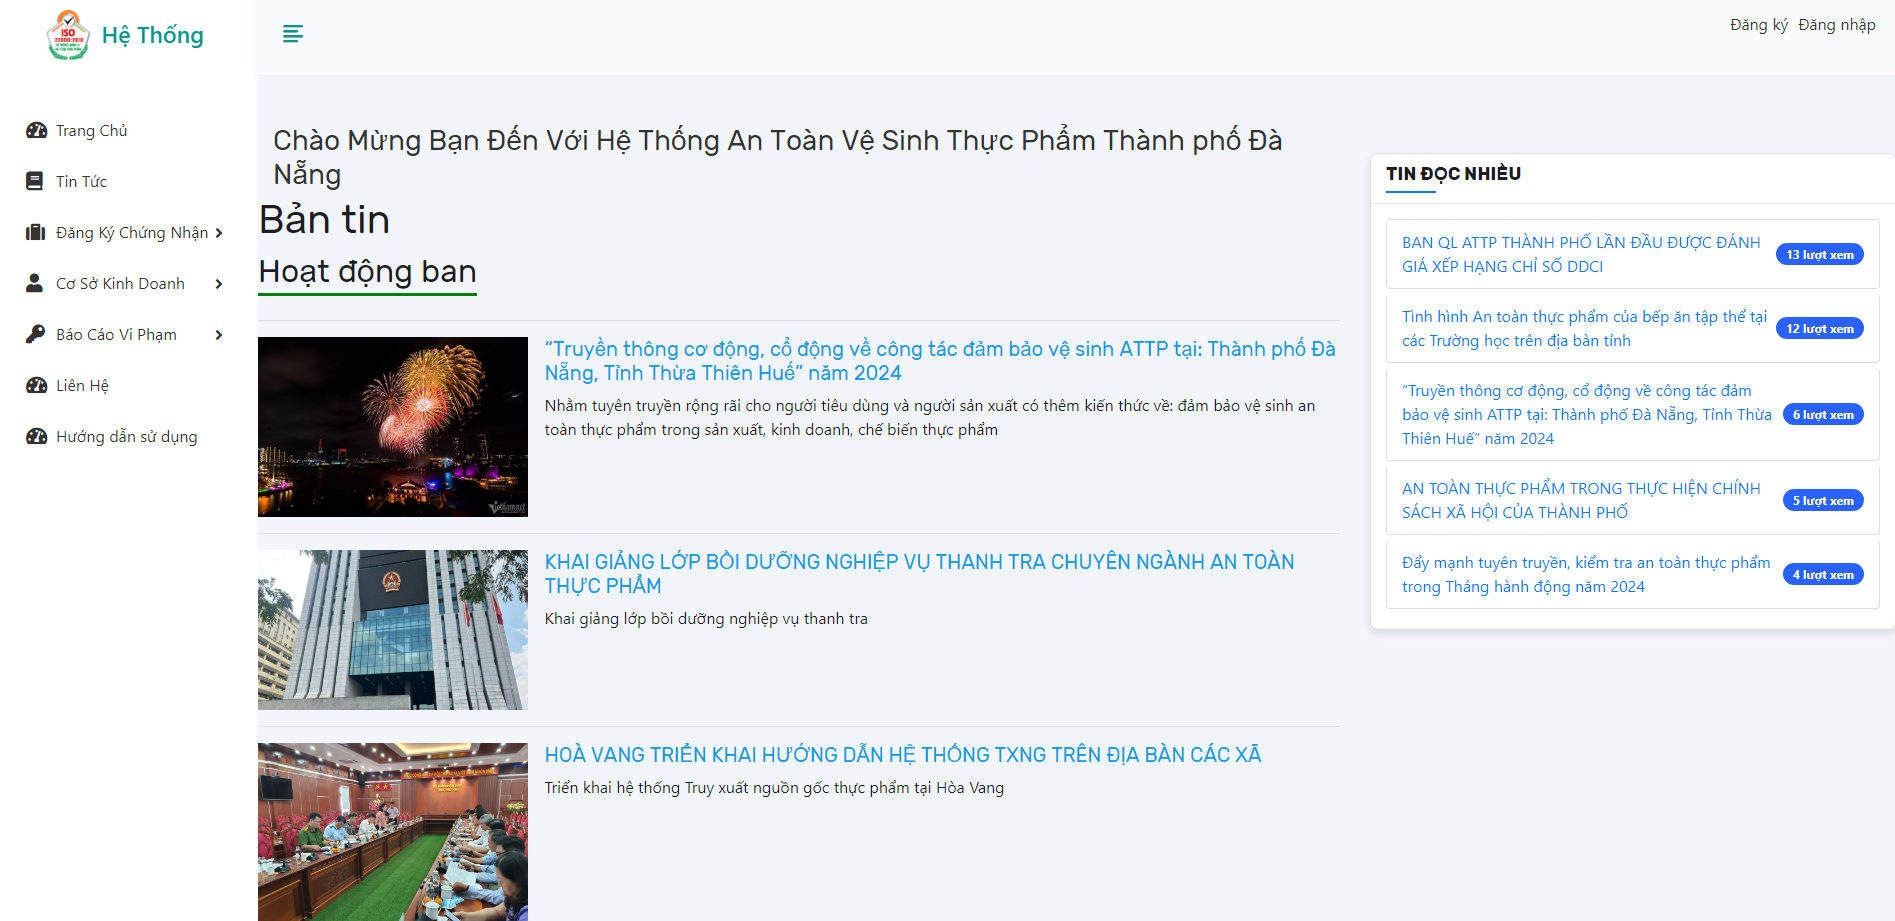 ISO
22000:2018
Hệ Thống
Đăng ký Đăng nhập
Trang Chủ
Tin Tức
Đăng Ký Chứng Nhận
Cơ Sở Kinh Doanh
Báo Cáo Vi Phạm
Liên Hệ
Hướng dẫn sử dụng
Chào Mừng Bạn Đến Với Hệ Thống An Toàn Vệ Sinh Thực Phẩm Thành phố Đà
Nẵng
Bản tin
Hoạt động ban
“Truyền thông cơ động, cổ động về công tác đảm bảo vệ sinh ATTP tại: Thành phố Đà
Nẵng, Tỉnh Thừa Thiên Huế” năm 2024
Nhằm tuyên truyền rộng rãi cho người tiêu dùng và người sản xuất có thêm kiến thức về: đảm bảo vệ sinh an
toàn thực phẩm trong sản xuất, kinh doanh, chế biến thực phẩm
Vietnamnet
KHAI GIẢNG LỚP BỒI DƯỠNG NGHIỆP VỤ THANH TRA CHUYÊN NGÀNH AN TOÀN
THỰC PHẨM
Khai giảng lớp bồi dưỡng nghiệp vụ thanh tra
HOÀ VANG TRIỂN KHAI HƯỚNG DẪN HỆ THỐNG TXNG TRÊN ĐỊA BÀN CÁC XÃ
Triển khai hệ thống Truy xuất nguồn gốc thực phẩm tại Hòa Vang
TIN ĐỌC NHIỀU
BAN QL ATTP THÀNH PHỐ LẦN ĐẦU ĐƯỢC ĐÁNH
GIÁ XẾP HẠNG CHỈ SỐ DDCI
13 lượt xem
Tình hình An toàn thực phẩm của bếp ăn tập thể tại
các Trường học trên địa bàn tỉnh
12 lượt xem
“Truyền thông cơ động, cổ động về công tác đảm
bảo vệ sinh ATTP tại: Thành phố Đà Nẵng, Tỉnh Thừa
Thiên Huế” năm 2024
6 lượt xem
AN TOÀN THỰC PHẨM TRONG THỰC HIỆN CHÍNH
SÁCH XÃ HỘI CỦA THÀNH PHỐ
5 lượt xem
Đẩy mạnh tuyên truyền, kiểm tra an toàn thực phẩm
trong Tháng hành động năm 2024
4 lượt xem